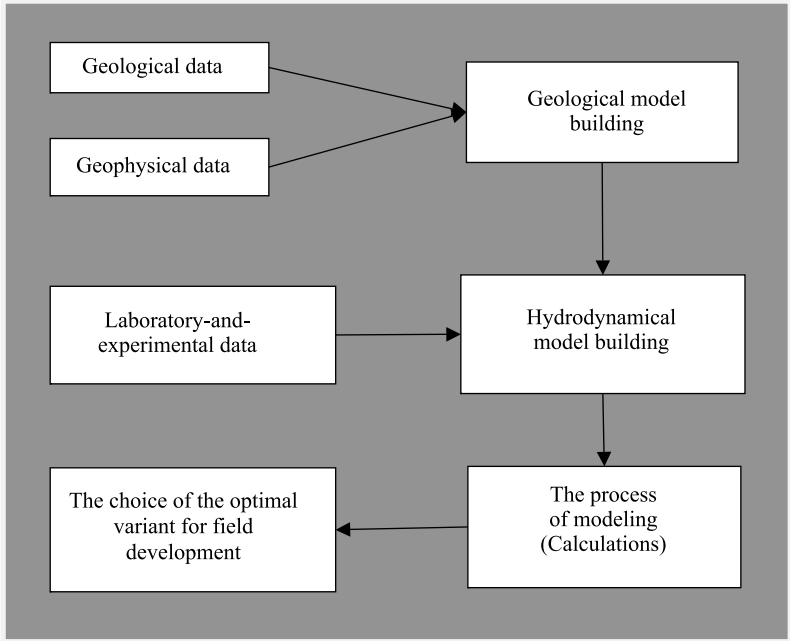 Geological data
Geophysical data
Geological model
building
Laboratory-and-
experimental data
Hydrodynamical
model building
The choice of the optimal
variant for field
development
The process
of modeling
(Calculations)